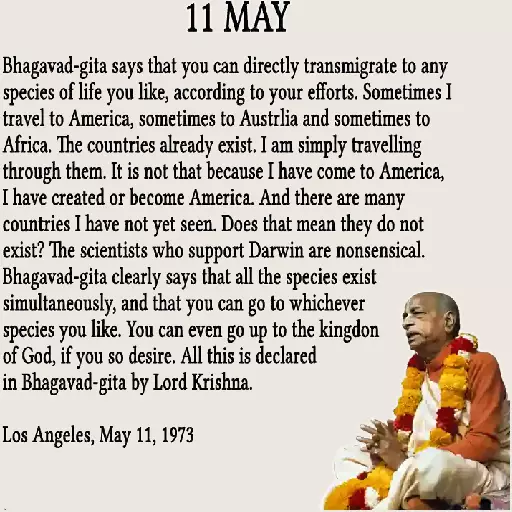 11 MAY
Bhagavad-gita says that you can directly transmigrate to any
species of life you like, according to your efforts. Sometimes I
travel to America, sometimes to Austrlia and sometimes to
Africa. The countries already exist. I am simply travelling
through them. It is not that because I have come to America,
I have created or become America. And there are many
countries I have not yet seen. Does that mean they do not
exist? The scientists who support Darwin are nonsensical.
Bhagavad-gita clearly says that all the species exist
simultaneously, and that you can go to whichever
species you like. You can even go up to the kingdon
of God, if you so desire. All this is declared
in Bhagavad-gita by Lord Krishna.
Los Angeles, May 11, 1973